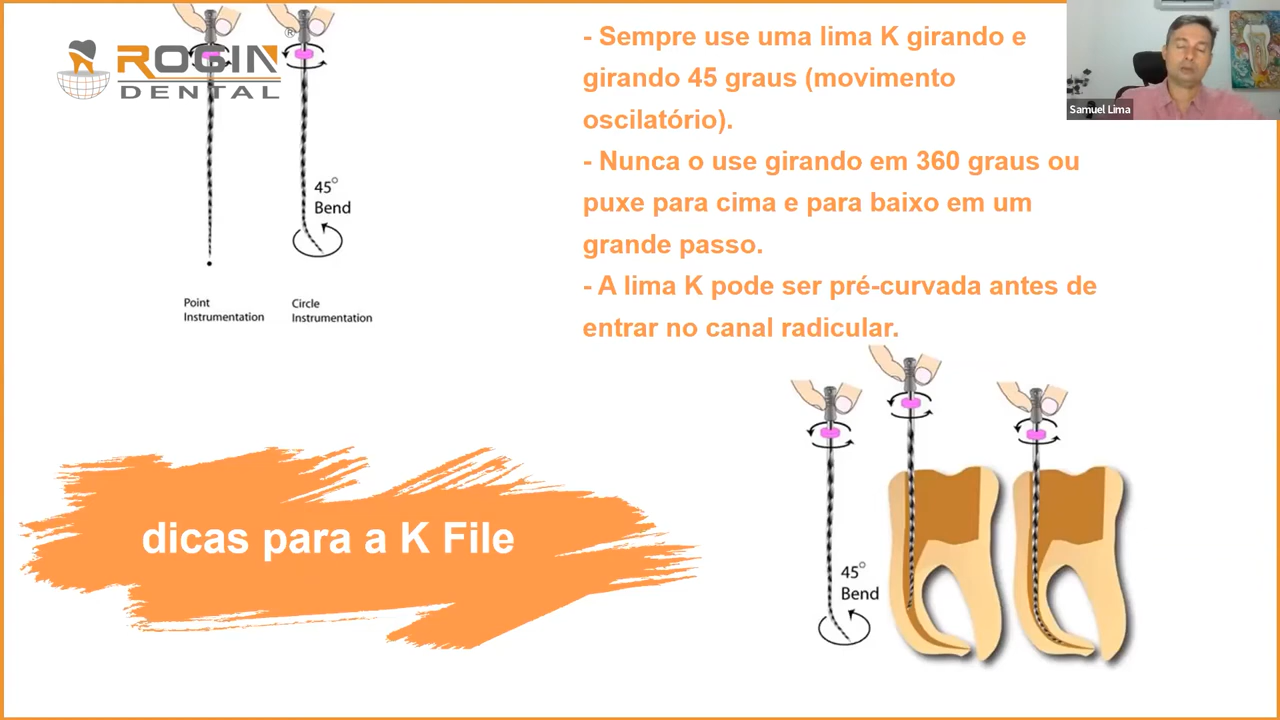 ROGIN
DENTAL
®
45°
Bend
Point
Instrumentation
Circle
Instrumentation
- Sempre use uma lima K girando e
girando 45 graus (movimento
oscilatório).
- Nunca o use girando em 360 graus ou
puxe para cima e para baixo em um
grande passo.
- A lima K pode ser pré-curvada antes de
entrar no canal radicular.
Samuel Lima
dicas para a K File
45°
Bend